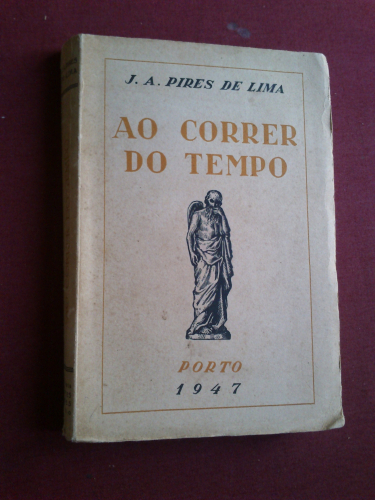 J. A. PIRES DE LIMA
AO CORRER
DO TEMPO
PORTO
1947